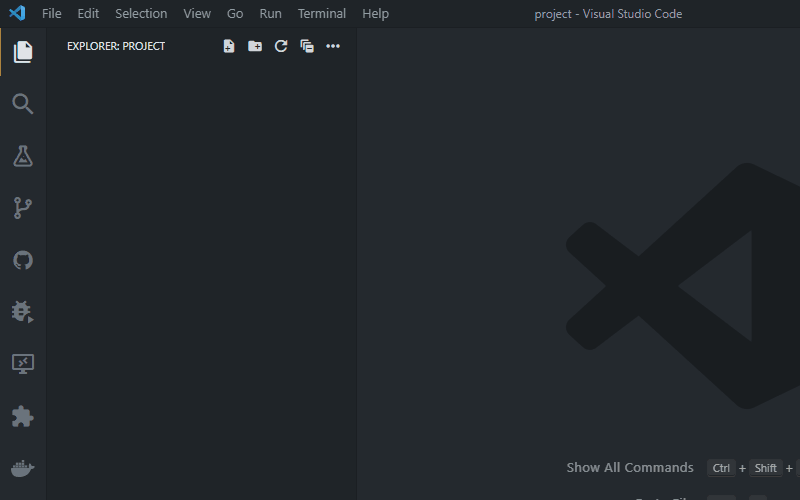 File Edit Selection View Go Run Terminal Help project - Visual Studio Code
EXPLORER: PROJECT
Show All Commands Ctrl + Shift +